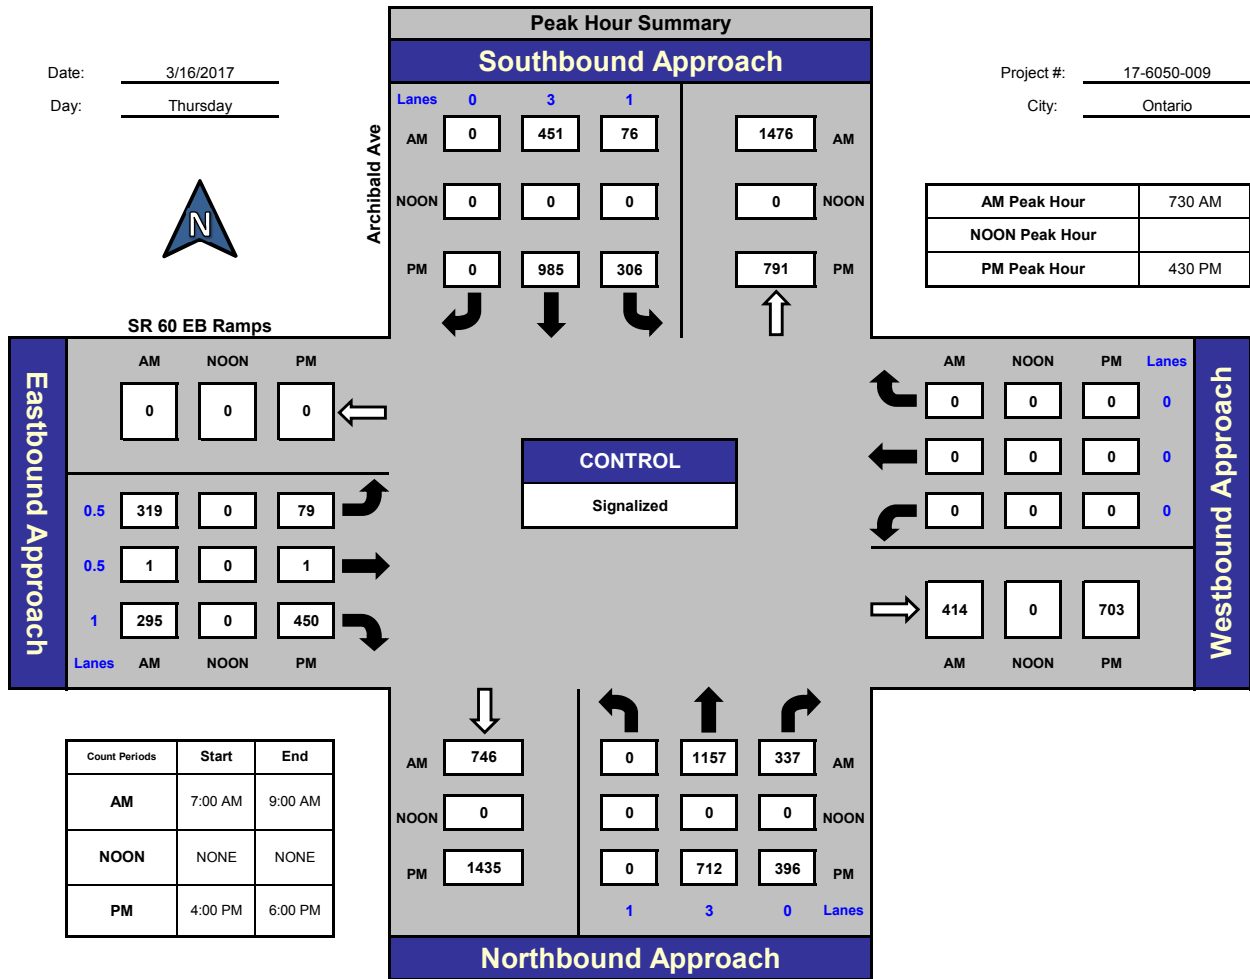 Peak Hour Summary
Southbound Approach
Date: 3/16/2017
Day: Thursday
Project #: 17-6050-009
City: Ontario
N
Archibald Ave
Lanes 0 3 1
AM 0 451 76 1476 AM
NOON 0 0 0 0 NOON
PM 0 985 306 791 PM
AM Peak Hour 730 AM
NOON Peak Hour
PM Peak Hour 430 PM
SR 60 EB Ramps
Eastbound Approach
AM NOON PM
0 0 0
0.5 319 0 79
0.5 1 0 1
1 295 0 450
Lanes AM NOON PM
CONTROL
Signalized
AM NOON PM Lanes
0 0 0 0
0 0 0 0
0 0 0 0
414 0 703
AM NOON PM
Westbound Approach
Count Periods Start End
AM 7:00 AM 9:00 AM
NOON NONE NONE
PM 4:00 PM 6:00 PM
AM 746 0 1157 337 AM
NOON 0 0 0 0 NOON
PM 1435 0 712 396 PM
1 3 0 Lanes
Northbound Approach